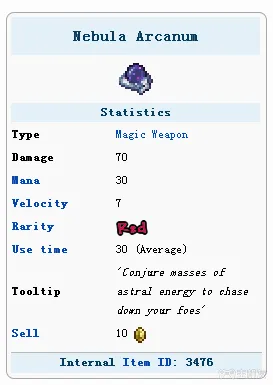 Nebula Arcanum
Statistics
Type Magic Weapon
Damage 70
Mana 30
Velocity 7
Rarity Red
Use time 30 (Average)
'Conjure masses of
Tooltip astral energy to chase
down your foes'
Sell 10
Internal Item ID: 3476